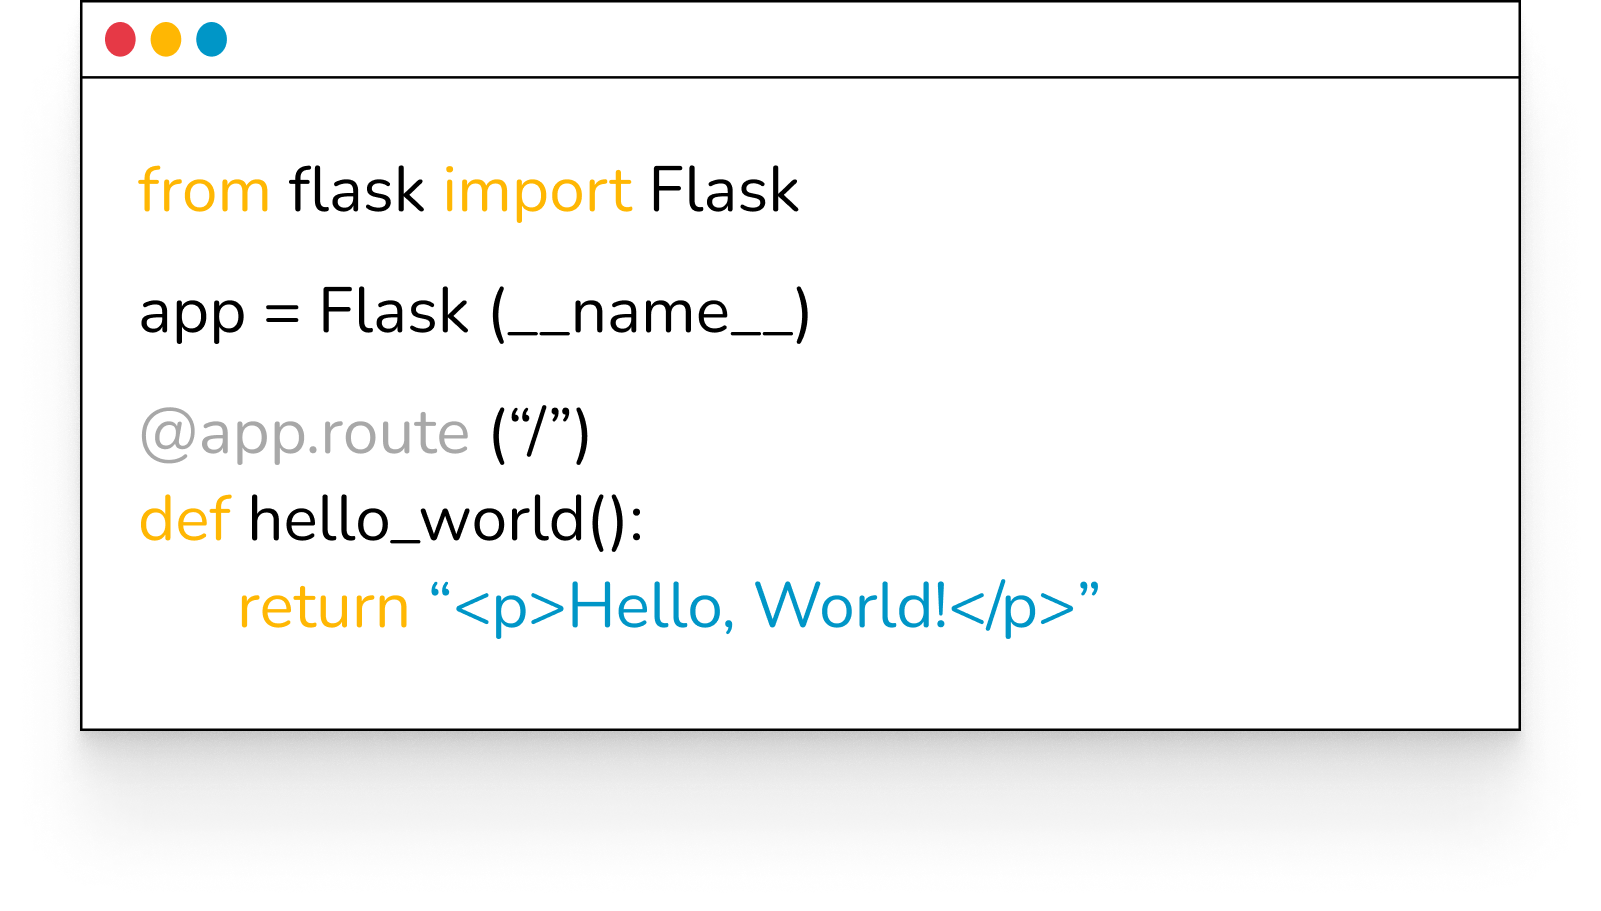 from flask import Flask
app = Flask (__name__)
@app.route (“/”)
def hello_world():
return “<p>Hello, World!</p>”